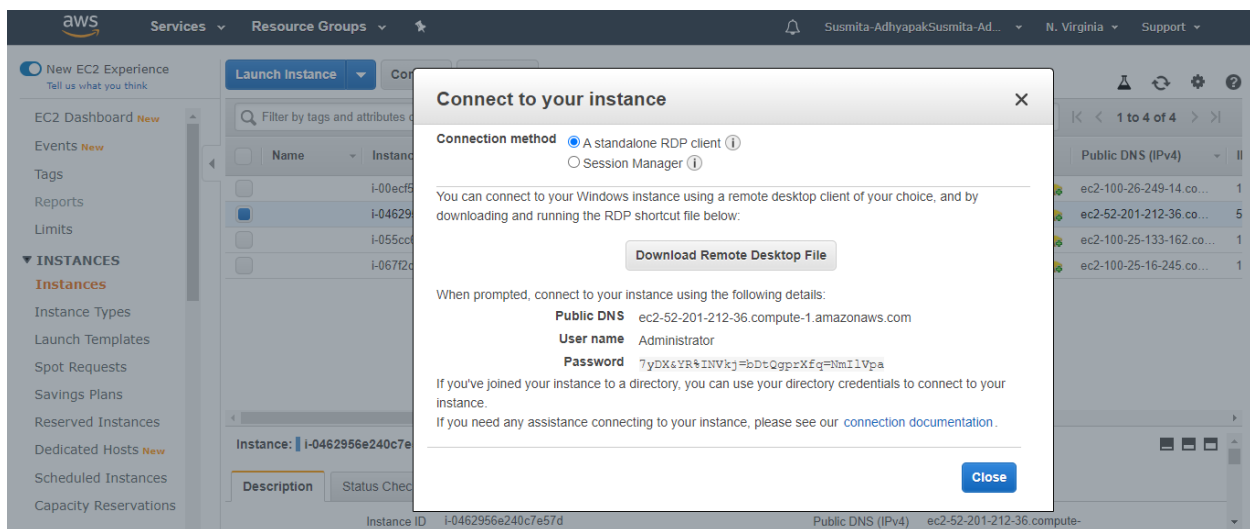 aws Services Resource Groups Susmita-AdhyapakSusmita-Ad... N. Virginia Support
New EC2 Experience
Tell us what you think
EC2 Dashboard New
Events New
Tags
Reports
Limits
INSTANCES
Instances
Instance Types
Launch Templates
Spot Requests
Savings Plans
Reserved Instances
Dedicated Hosts New
Scheduled Instances
Capacity Reservations
Launch Instance
Filter by tags and attributes
1 to 4 of 4
Name Public DNS (IPv4)
i-00ecf5 ec2-100-26-249-14.co... 1
i-04629 ec2-52-201-212-36.co... 5
i-055cc ec2-100-25-133-162.co... 1
i-067f2 ec2-100-25-16-245.co... 1
Connect to your instance
Connection method A standalone RDP client
Session Manager
You can connect to your Windows instance using a remote desktop client of your choice, and by
downloading and running the RDP shortcut file below:
Download Remote Desktop File
When prompted, connect to your instance using the following details:
Public DNS ec2-52-201-212-36.compute-1.amazonaws.com
User name Administrator
Password 7yDX&YR%INVkj=bDtQgprXfq=NmIlVpa
If you've joined your instance to a directory, you can use your directory credentials to connect to your
instance.
If you need any assistance connecting to your instance, please see our connection documentation.
Close
Instance: i-0462956e240c7e
Description Status Chec
Instance ID i-0462956e240c7e57d Public DNS (IPv4) ec2-52-201-212-36.compute-